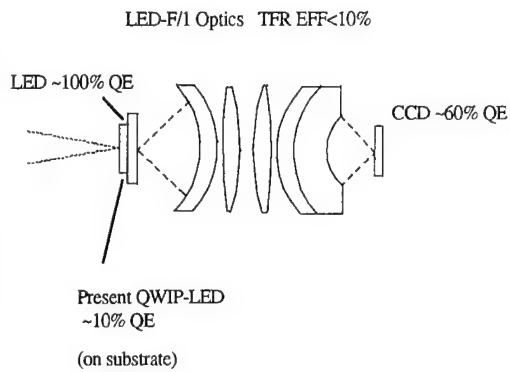 LED-F/1 Optics TFR EFF<10%
LED ~100% QE
CCD ~60% QE
Present QWIP-LED
~10% QE
(on substrate)